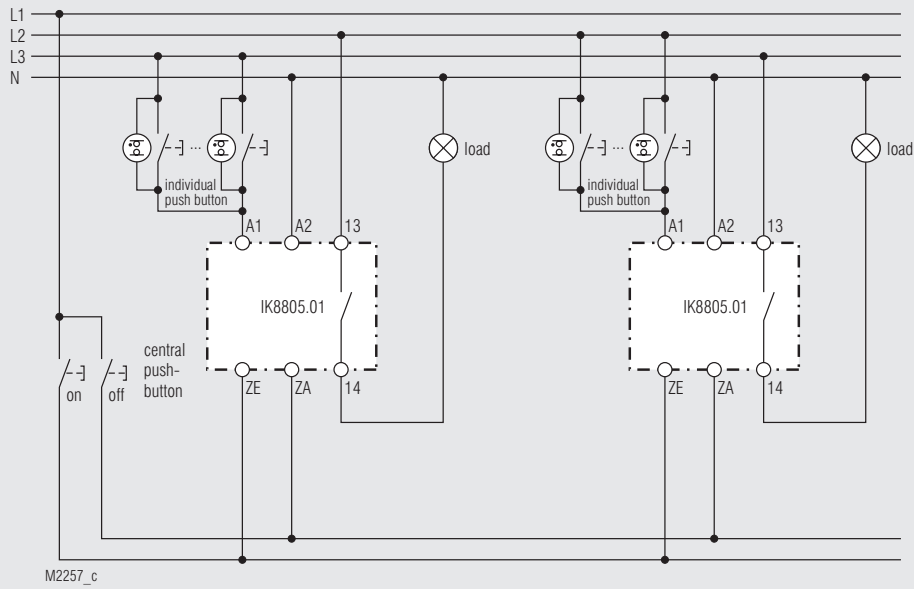 L1
L2
L3
N
... ... load
individual
push button
A1 A2 13
IK8805.01
ZE ZA 14
central
push-
button
on off
... ... load
individual
push button
A1 A2 13
IK8805.01
ZE ZA 14
M2257_c